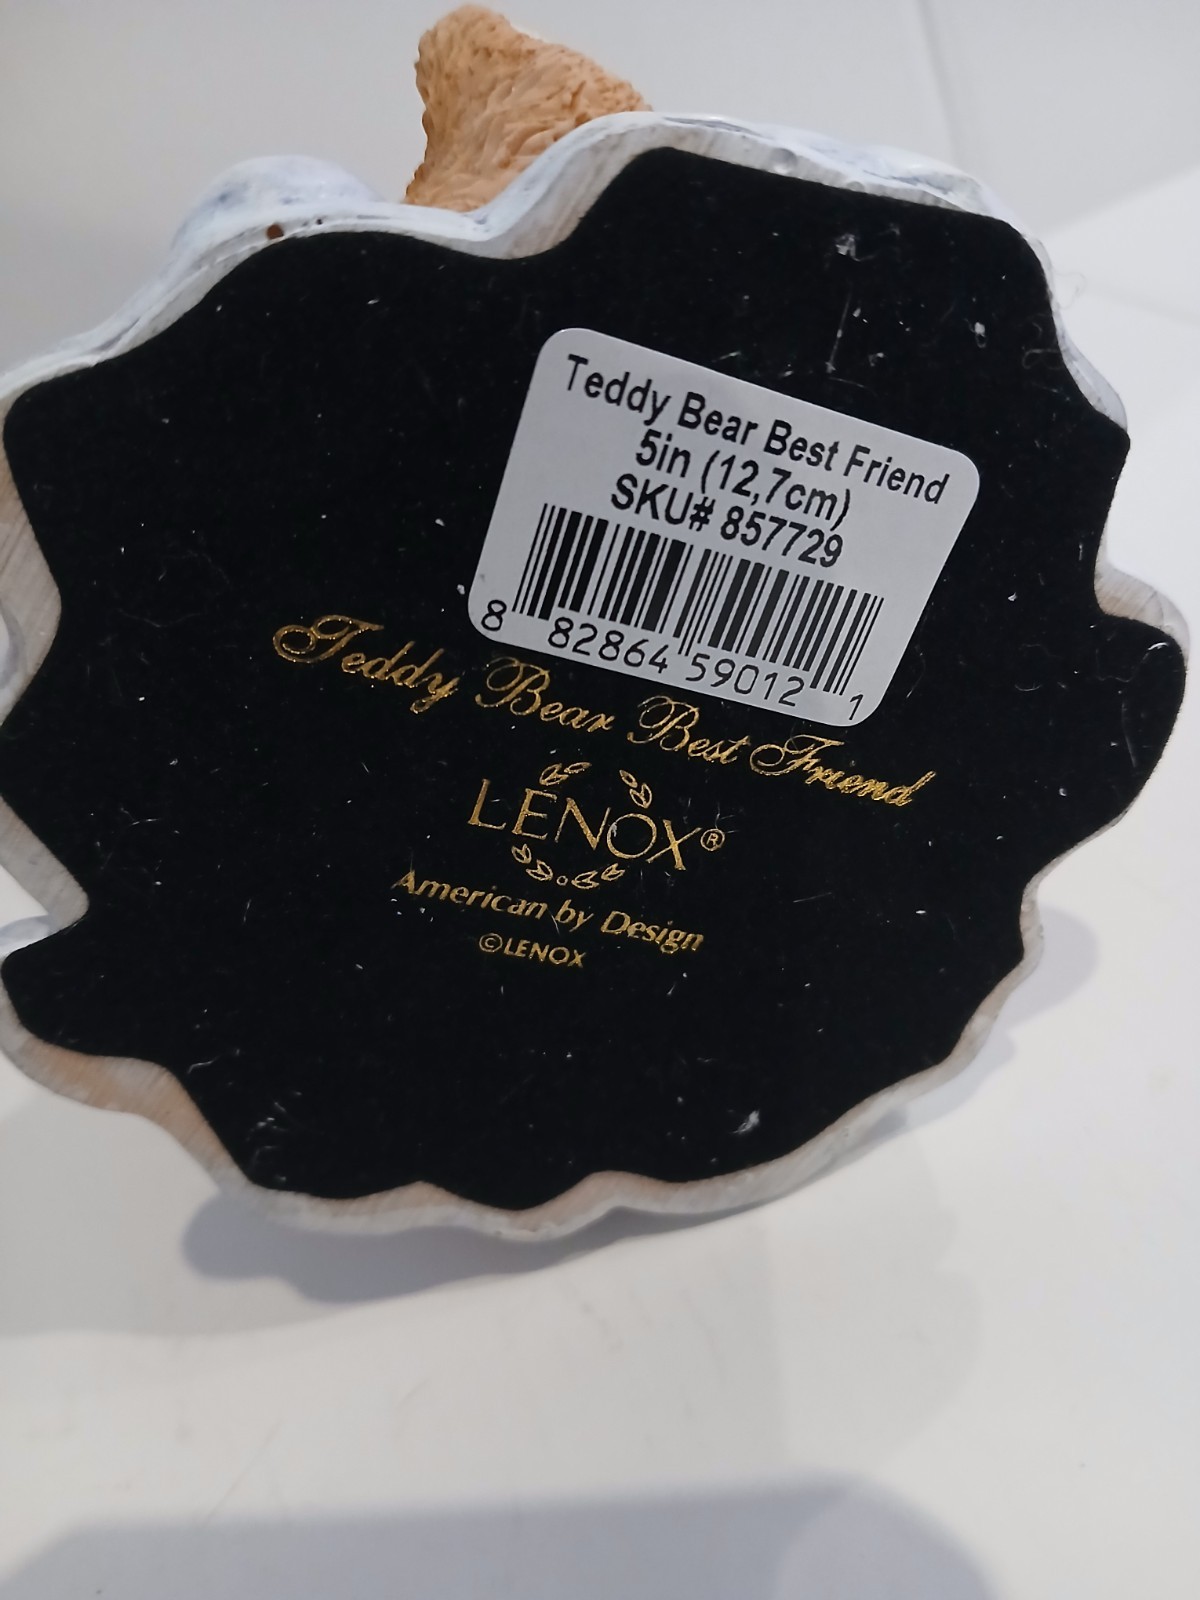 Teddy Bear Best Friend
5in (12,7cm)
SKU# 857729
8 82864 59012 1
Teddy Bear Best Friend
LENOX®
American by Design
©LENOX